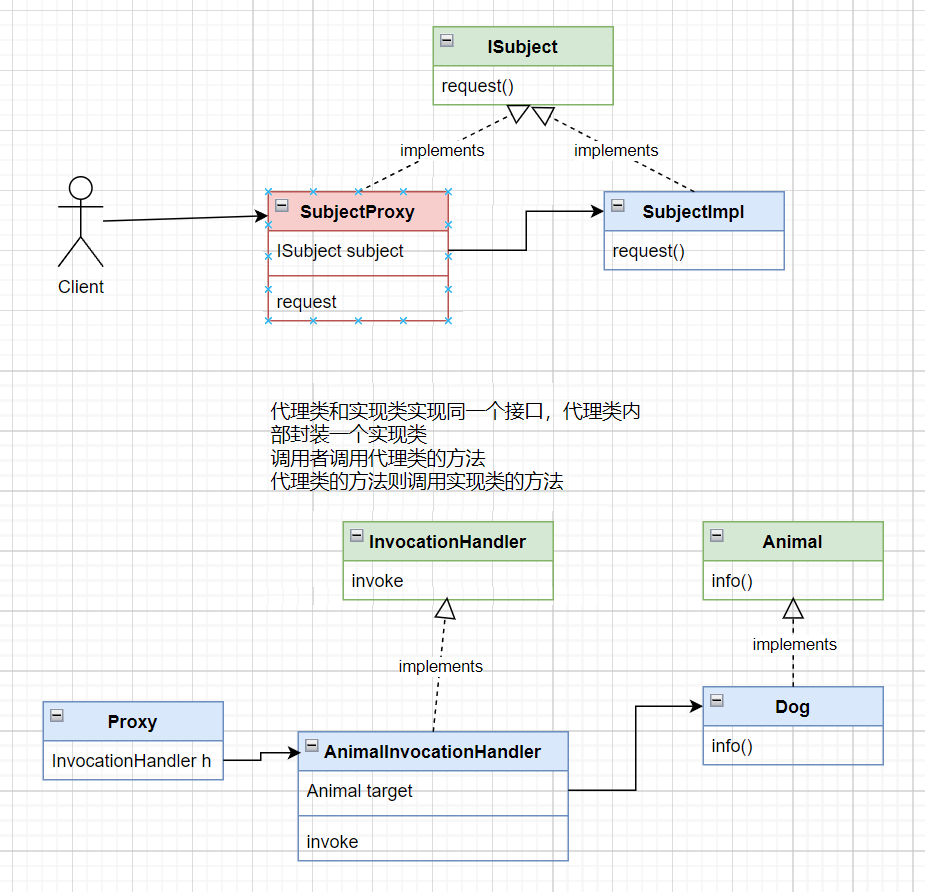 ISubject
request()
implements
implements
SubjectProxy
ISubject subject
request
SubjectImpl
request()
Client
代理类和实现类实现同一个接口，代理类内
部封装一个实现类
调用者调用代理类的方法
代理类的方法则调用实现类的方法
InvocationHandler
invoke
Animal
info()
implements
implements
Proxy
InvocationHandler h
AnimalInvocationHandler
Animal target
invoke
Dog
info()